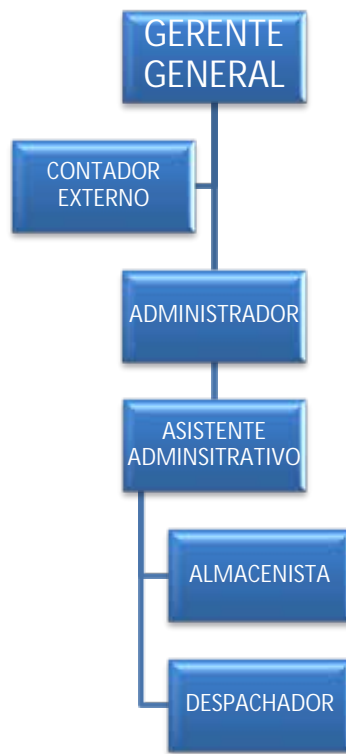 GERENTE
GENERAL
CONTADOR
EXTERNO
ADMINISTRADOR
ASISTENTE
ADMINSITRATIVO
ALMACENISTA
DESPACHADOR